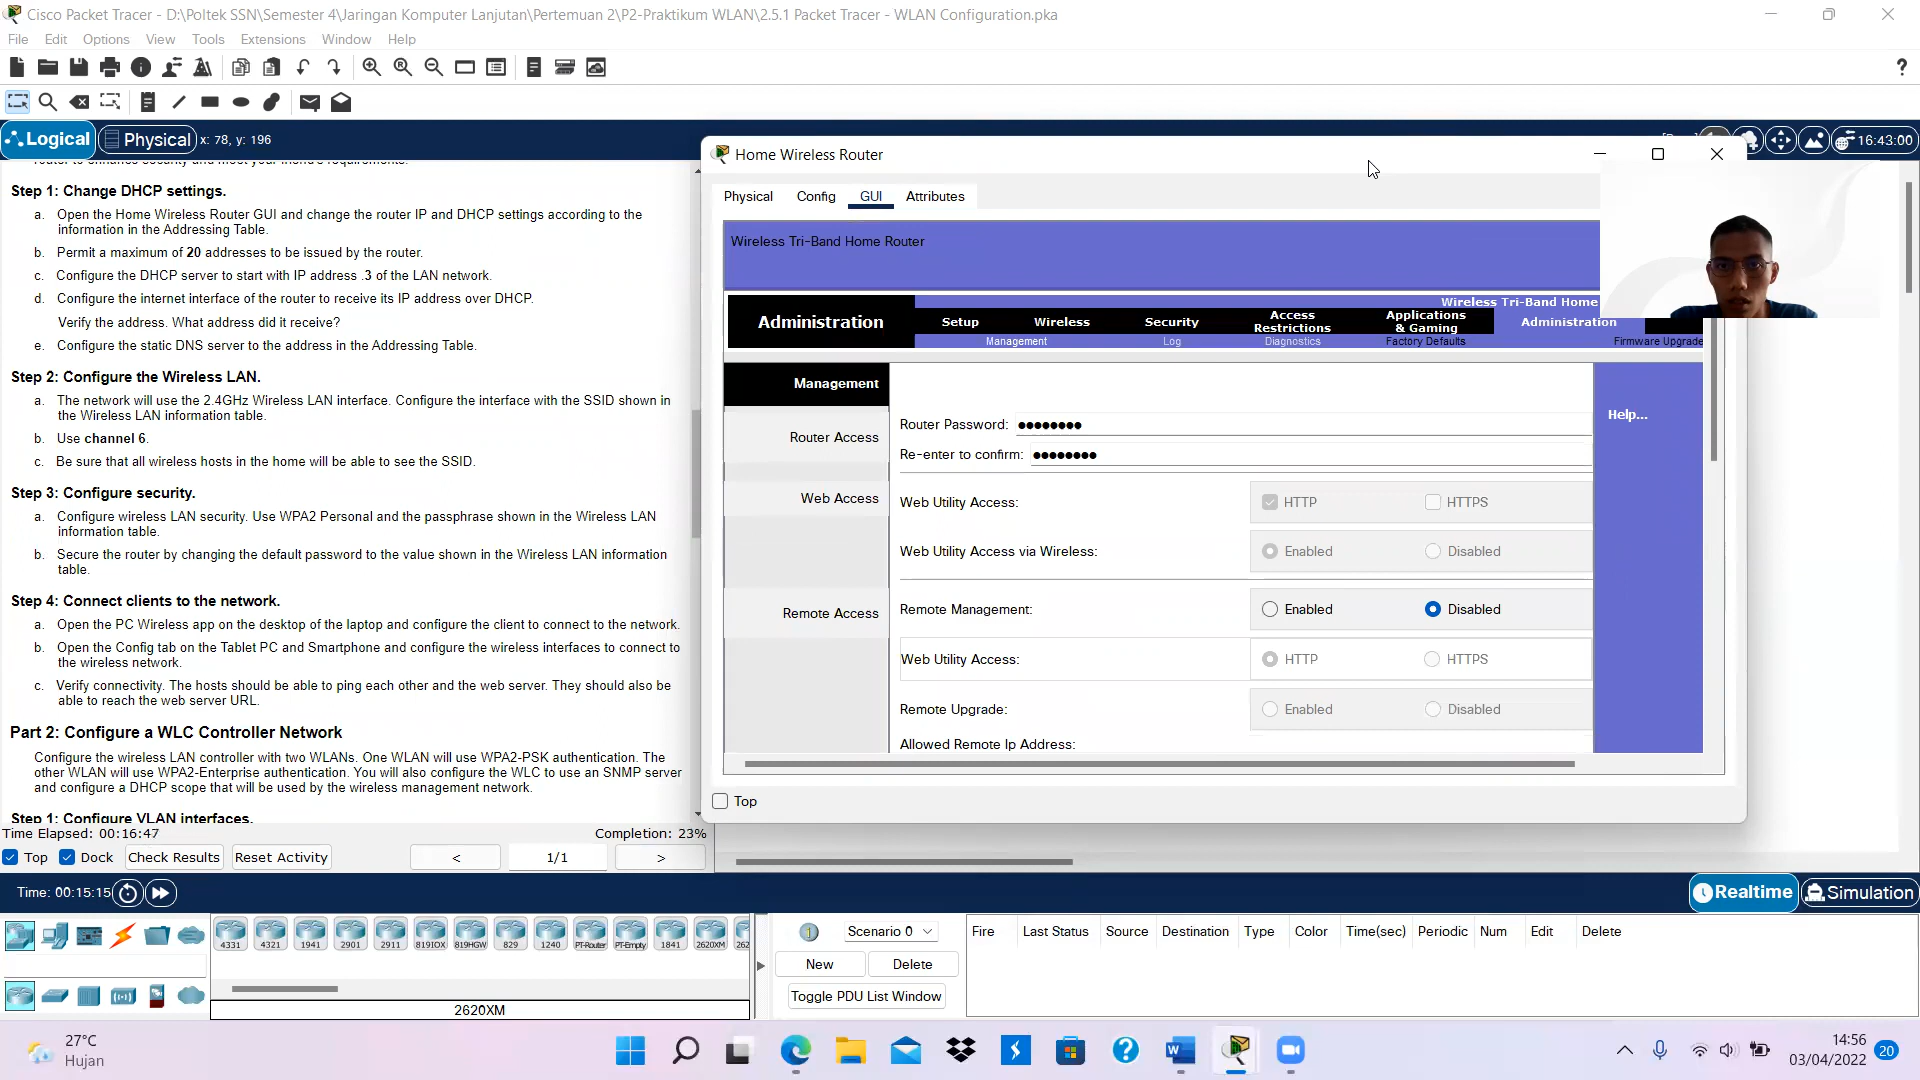 Cisco Packet Tracer - D:\Poltek SSN\Semester 4\Jaringan Komputer Lanjutan\Pertemuan 2\P2-Praktikum WLAN\2.5.1 Packet Tracer - WLAN Configuration.pka
File Edit Options View Tools Extensions Window Help
Logical Physical x: 78, y: 196
16:43:00
router to enhance security and meet your friend's requirements.
Step 1: Change DHCP settings.
a. Open the Home Wireless Router GUI and change the router IP and DHCP settings according to the
information in the Addressing Table.
b. Permit a maximum of 20 addresses to be issued by the router.
c. Configure the DHCP server to start with IP address .3 of the LAN network.
d. Configure the internet interface of the router to receive its IP address over DHCP.
Verify the address. What address did it receive?
e. Configure the static DNS server to the address in the Addressing Table.
Step 2: Configure the Wireless LAN.
a. The network will use the 2.4GHz Wireless LAN interface. Configure the interface with the SSID shown in
the Wireless LAN information table.
b. Use channel 6.
c. Be sure that all wireless hosts in the home will be able to see the SSID.
Step 3: Configure security.
a. Configure wireless LAN security. Use WPA2 Personal and the passphrase shown in the Wireless LAN
information table.
b. Secure the router by changing the default password to the value shown in the Wireless LAN information
table.
Step 4: Connect clients to the network.
a. Open the PC Wireless app on the desktop of the laptop and configure the client to connect to the network.
b. Open the Config tab on the Tablet PC and Smartphone and configure the wireless interfaces to connect to
the wireless network.
c. Verify connectivity. The hosts should be able to ping each other and the web server. They should also be
able to reach the web server URL.
Part 2: Configure a WLC Controller Network
Configure the wireless LAN controller with two WLANs. One WLAN will use WPA2-PSK authentication. The
other WLAN will use WPA2-Enterprise authentication. You will also configure the WLC to use an SNMP server
and configure a DHCP scope that will be used by the wireless management network.
Step 1: Configure VLAN interfaces.
Time Elapsed: 00:16:47 Completion: 23%
Top Dock Check Results Reset Activity < 1/1 >
Home Wireless Router
Physical Config GUI Attributes
Wireless Tri-Band Home Router
Wireless Tri-Band Home
Administration Setup Wireless Security Access Restrictions Applications & Gaming Administration
Management Log Diagnostics Factory Defaults Firmware Upgrade
Management
Help...
Router Access
Router Password: ●●●●●●●●
Re-enter to confirm: ●●●●●●●●
Web Access
Web Utility Access: HTTP HTTPS
Web Utility Access via Wireless: Enabled Disabled
Remote Access
Remote Management: Enabled Disabled
Web Utility Access: HTTP HTTPS
Remote Upgrade: Enabled Disabled
Allowed Remote Ip Address:
Top
Time: 00:15:15
Realtime Simulation
4331 4321 1941 2901 2911 819IOX 819HGW 829 1240 PT-Router PT-Empty 1841 2620XM 262
2620XM
Scenario 0
New Delete
Toggle PDU List Window
Fire Last Status Source Destination Type Color Time(sec) Periodic Num Edit Delete
27°C
Hujan
14:56
03/04/2022
20